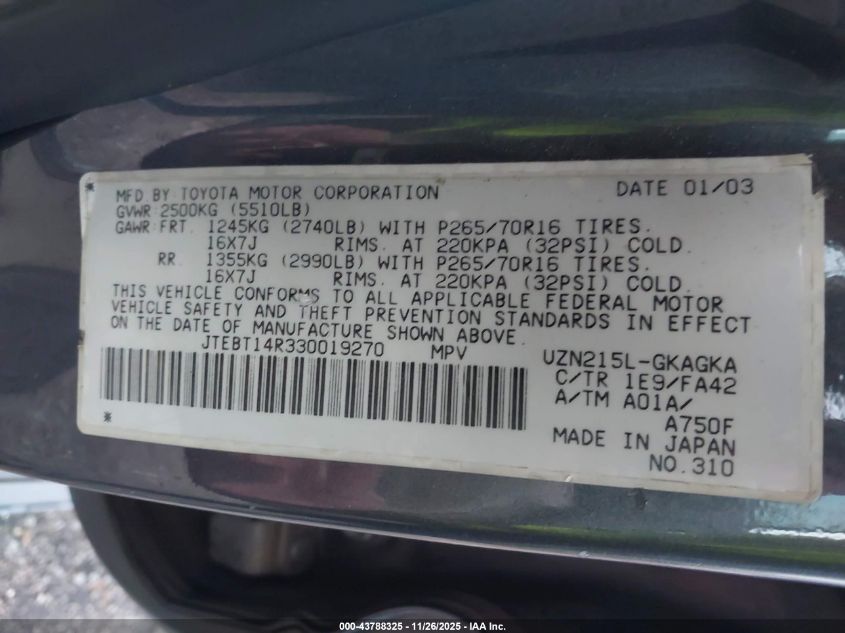 MFD BY TOYOTA MOTOR CORPORATION DATE 01/03
GVWR:2500KG (5510LB)
GAWR:FRT. 1245KG (2740LB) WITH P265/70R16 TIRES.
16X7J RIMS. AT 220KPA (32PSI) COLD.
RR. 1355KG (2990LB) WITH P265/70R16 TIRES.
16X7J RIMS. AT 220KPA (32PSI) COLD.
THIS VEHICLE CONFORMS TO ALL APPLICABLE FEDERAL MOTOR
VEHICLE SAFETY AND THEFT PREVENTION STANDARDS IN EFFECT
ON THE DATE OF MANUFACTURE SHOWN ABOVE.
JTEBT14R330019270 MPV UZN215L-GKAGKA
C/TR 1E9/FA42
A/TM A01A/
A750F
MADE IN JAPAN
NO.310
000-43788325 - 11/26/2025 - IAA Inc.